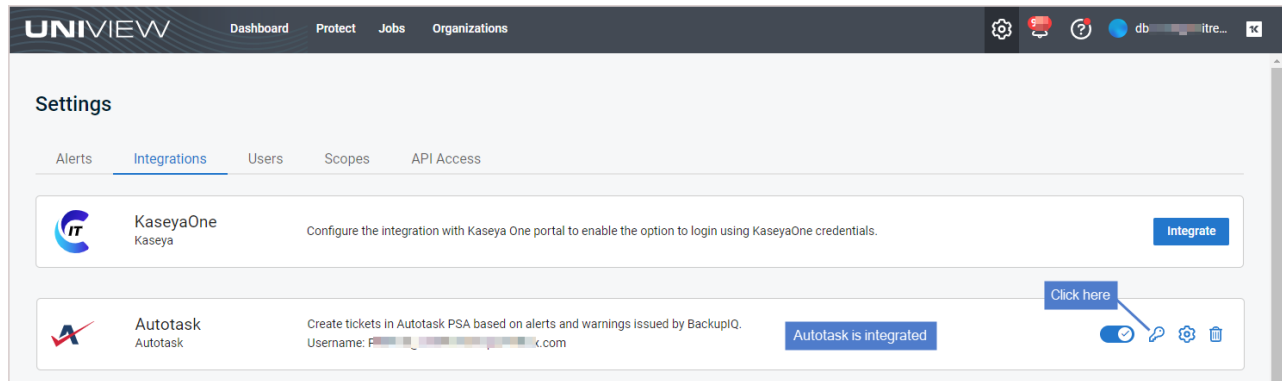 UNIVIEW Dashboard Protect Jobs Organizations
Settings
Alerts Integrations Users Scopes API Access
KaseyaOne
Kaseya
Configure the integration with Kaseya One portal to enable the option to login using KaseyaOne credentials.
Integrate
Click here
Autotask
Autotask
Create tickets in Autotask PSA based on alerts and warnings issued by BackupIQ.
Username:
Autotask is integrated